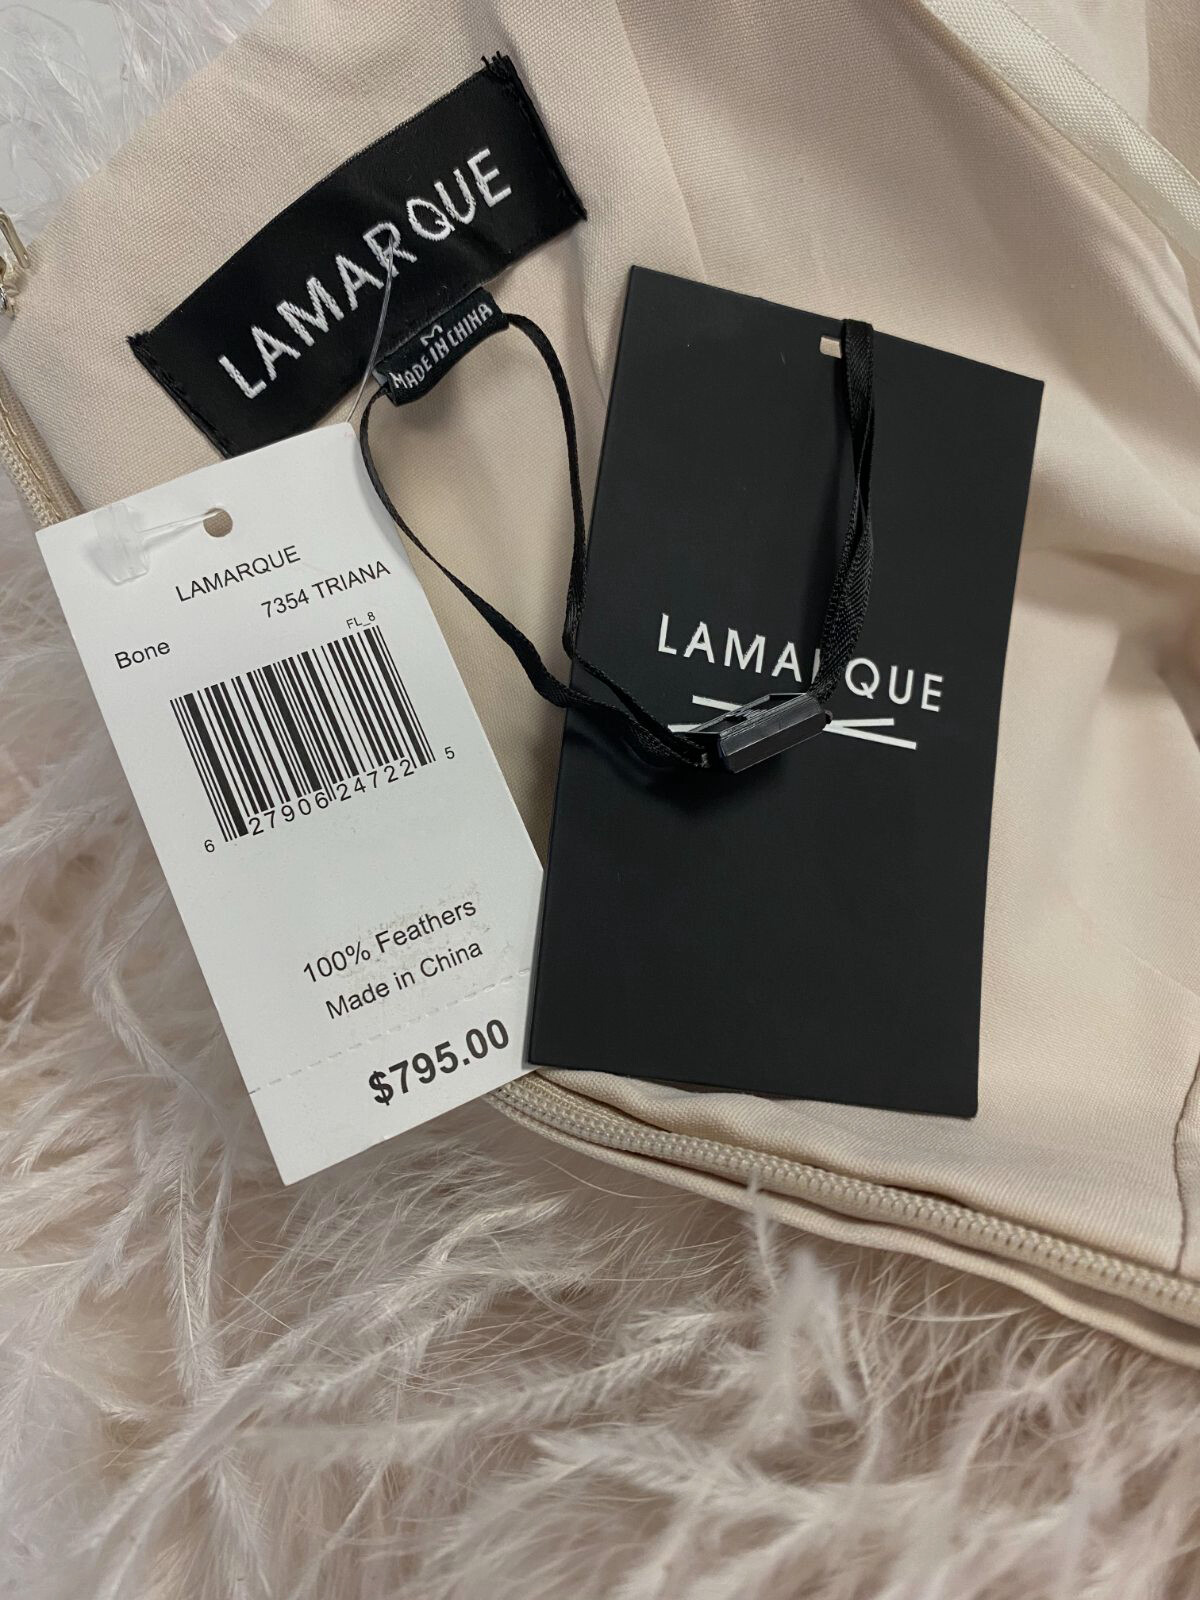 LAMARQUE
M
MADE IN CHINA
LAMARQUE
7354 TRIANA
Bone
FL_8
6 27906 24722 5
100% Feathers
Made in China
$795.00
LAMARQUE